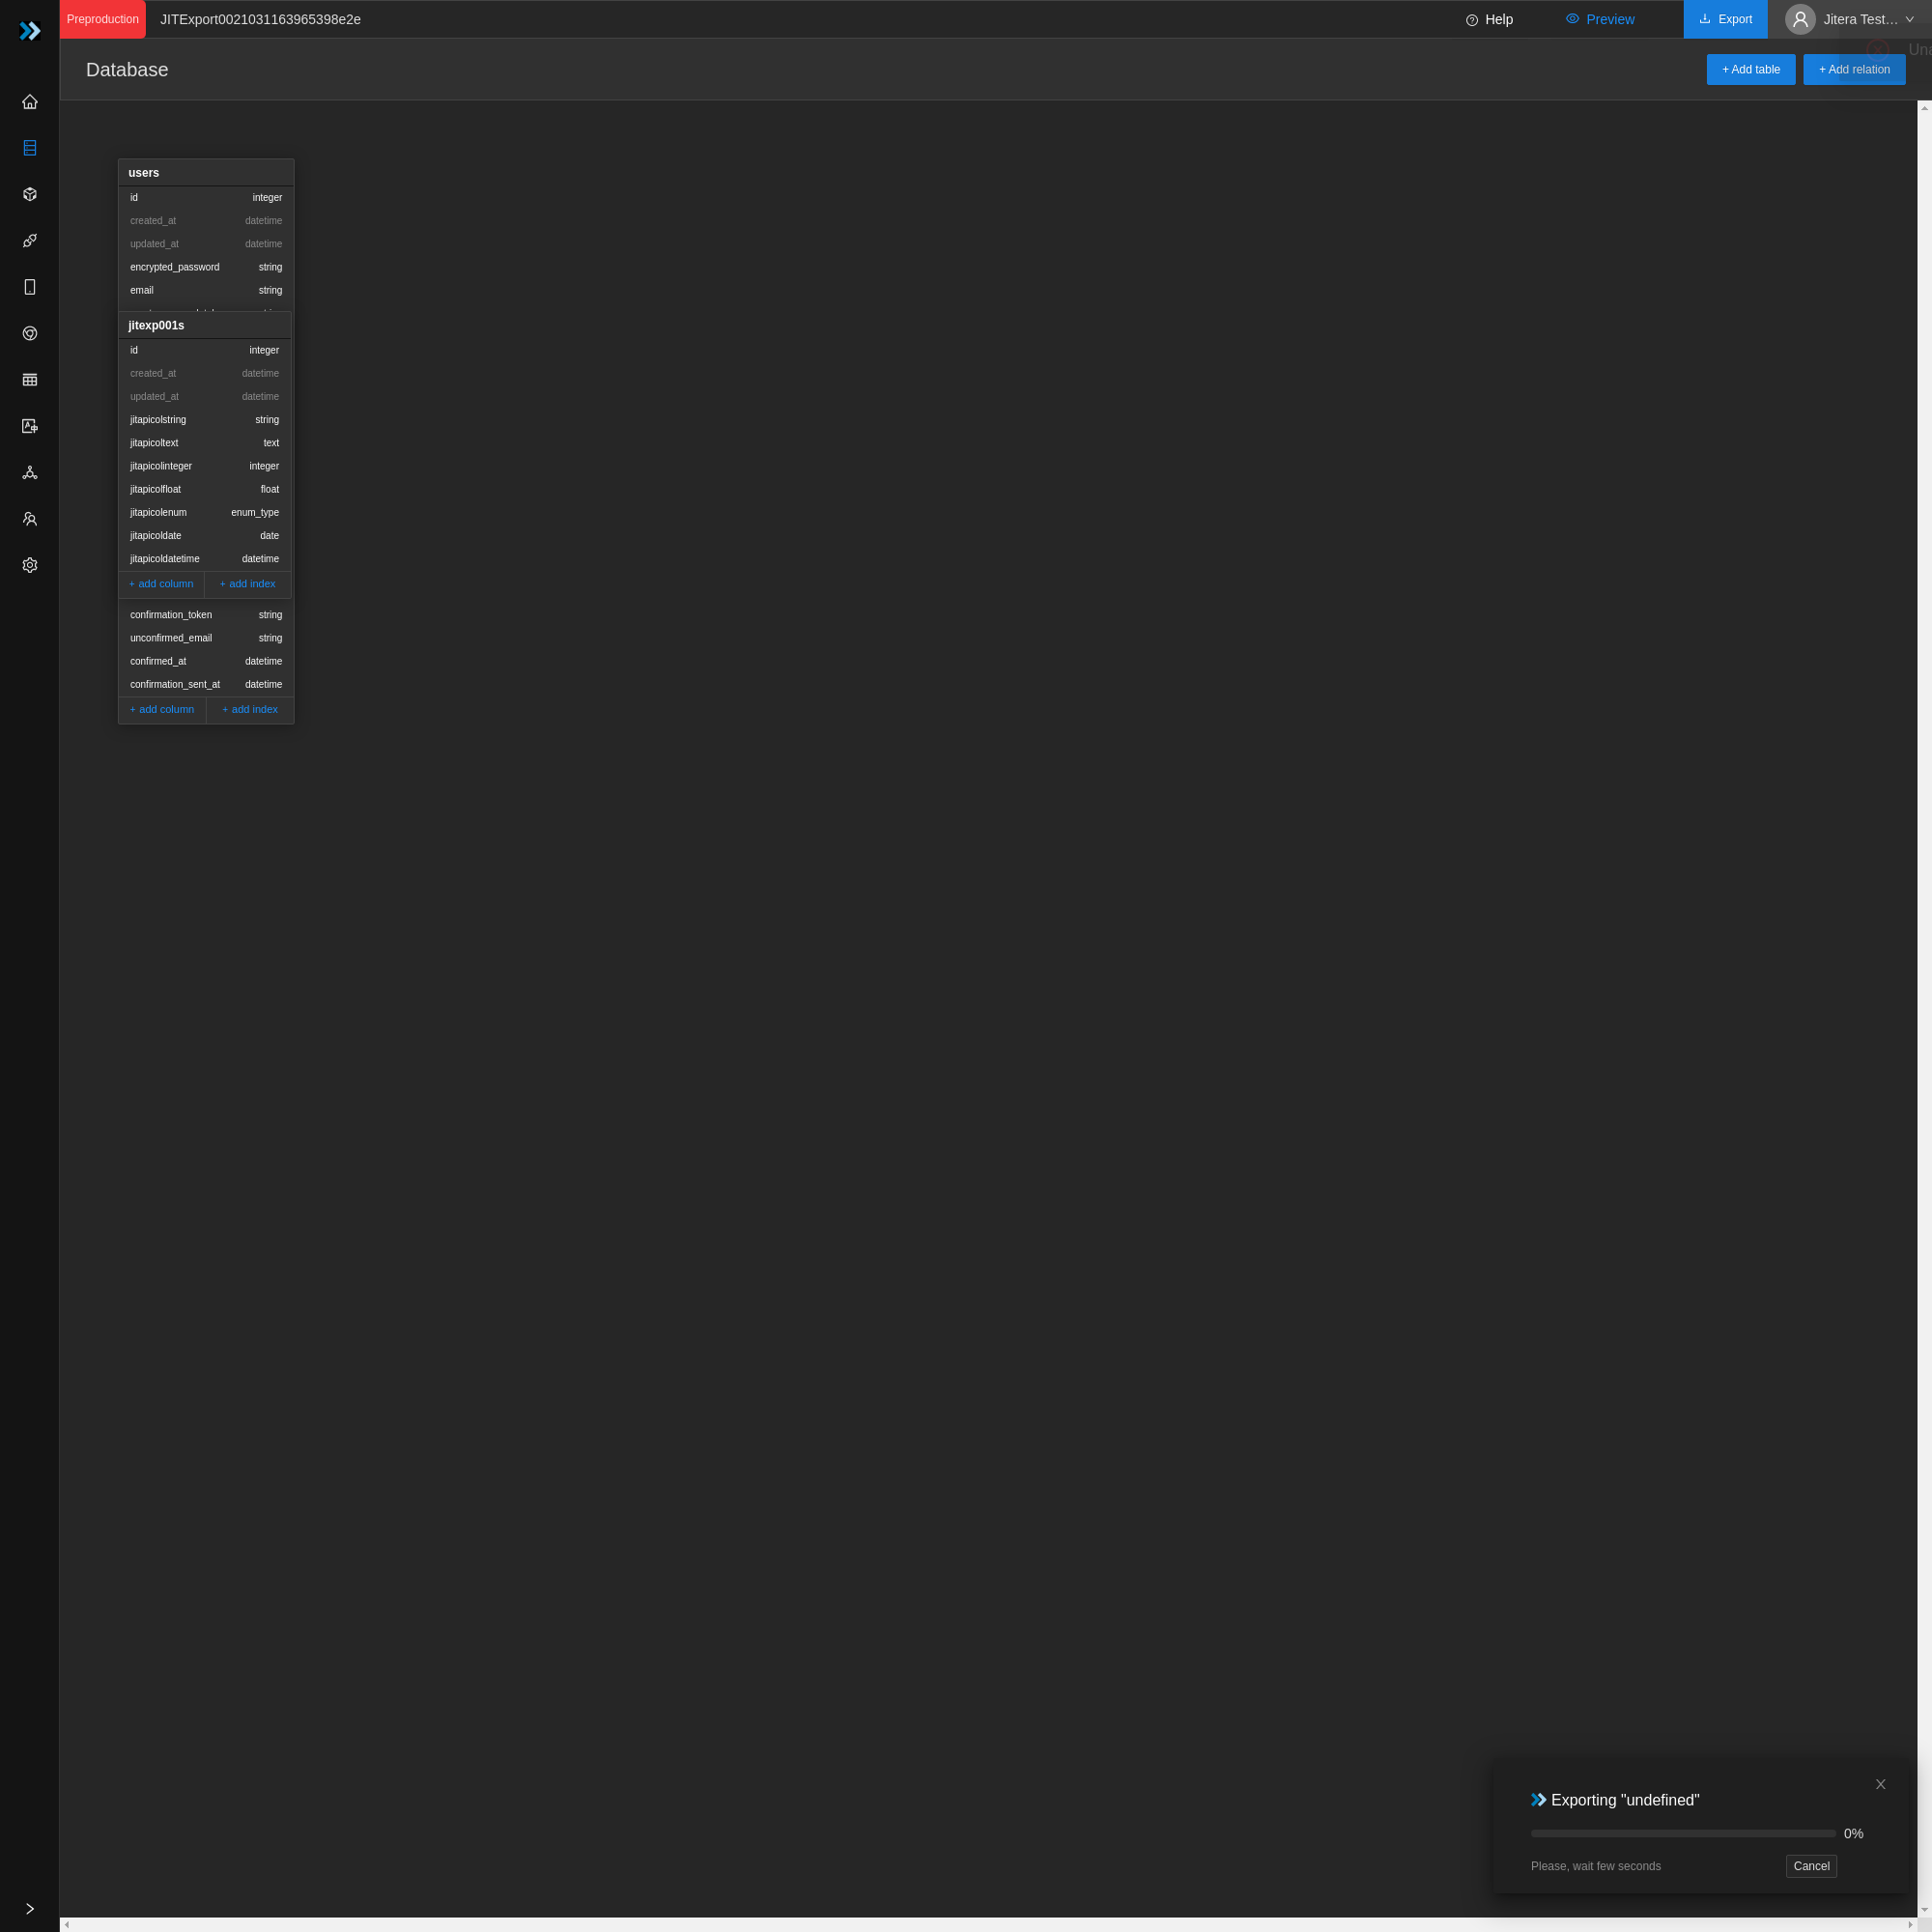 Preproduction JITExport0021031163965398e2e Help Preview Export Jitera Test…
Database + Add table + Add relation
users
id integer
created_at datetime
updated_at datetime
encrypted_password string
email string
jitexp001s
id integer
created_at datetime
updated_at datetime
jitapicolstring string
jitapicoltext text
jitapicolinteger integer
jitapicolfloat float
jitapicolenum enum_type
jitapicoldate date
jitapicoldatetime datetime
+ add column + add index
confirmation_token string
unconfirmed_email string
confirmed_at datetime
confirmation_sent_at datetime
+ add column + add index
Exporting "undefined"
0%
Please, wait few seconds Cancel